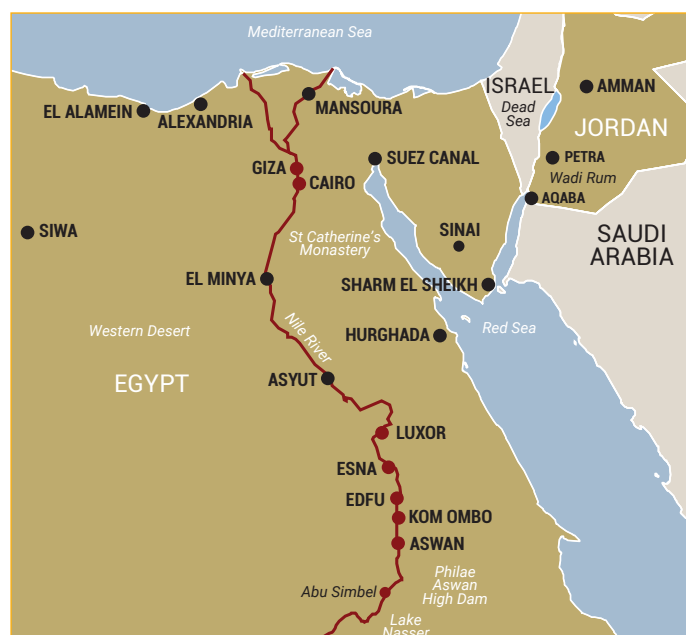 Mediterranean Sea
ISRAEL
Dead
Sea
AMMAN
EL ALAMEIN
ALEXANDRIA
MANSOURA
JORDAN
GIZA
SUEZ CANAL
PETRA
Wadi Rum
CAIRO
AQABA
SIWA
St Catherine's
Monastery
SINAI
SAUDI
ARABIA
EL MINYA
SHARM EL SHEIKH
Western Desert
Nile River
HURGHADA
Red Sea
EGYPT
ASYUT
LUXOR
ESNA
EDFU
KOM OMBO
ASWAN
Abu Simbel
Philae
Aswan
High Dam
Lake
Nasser